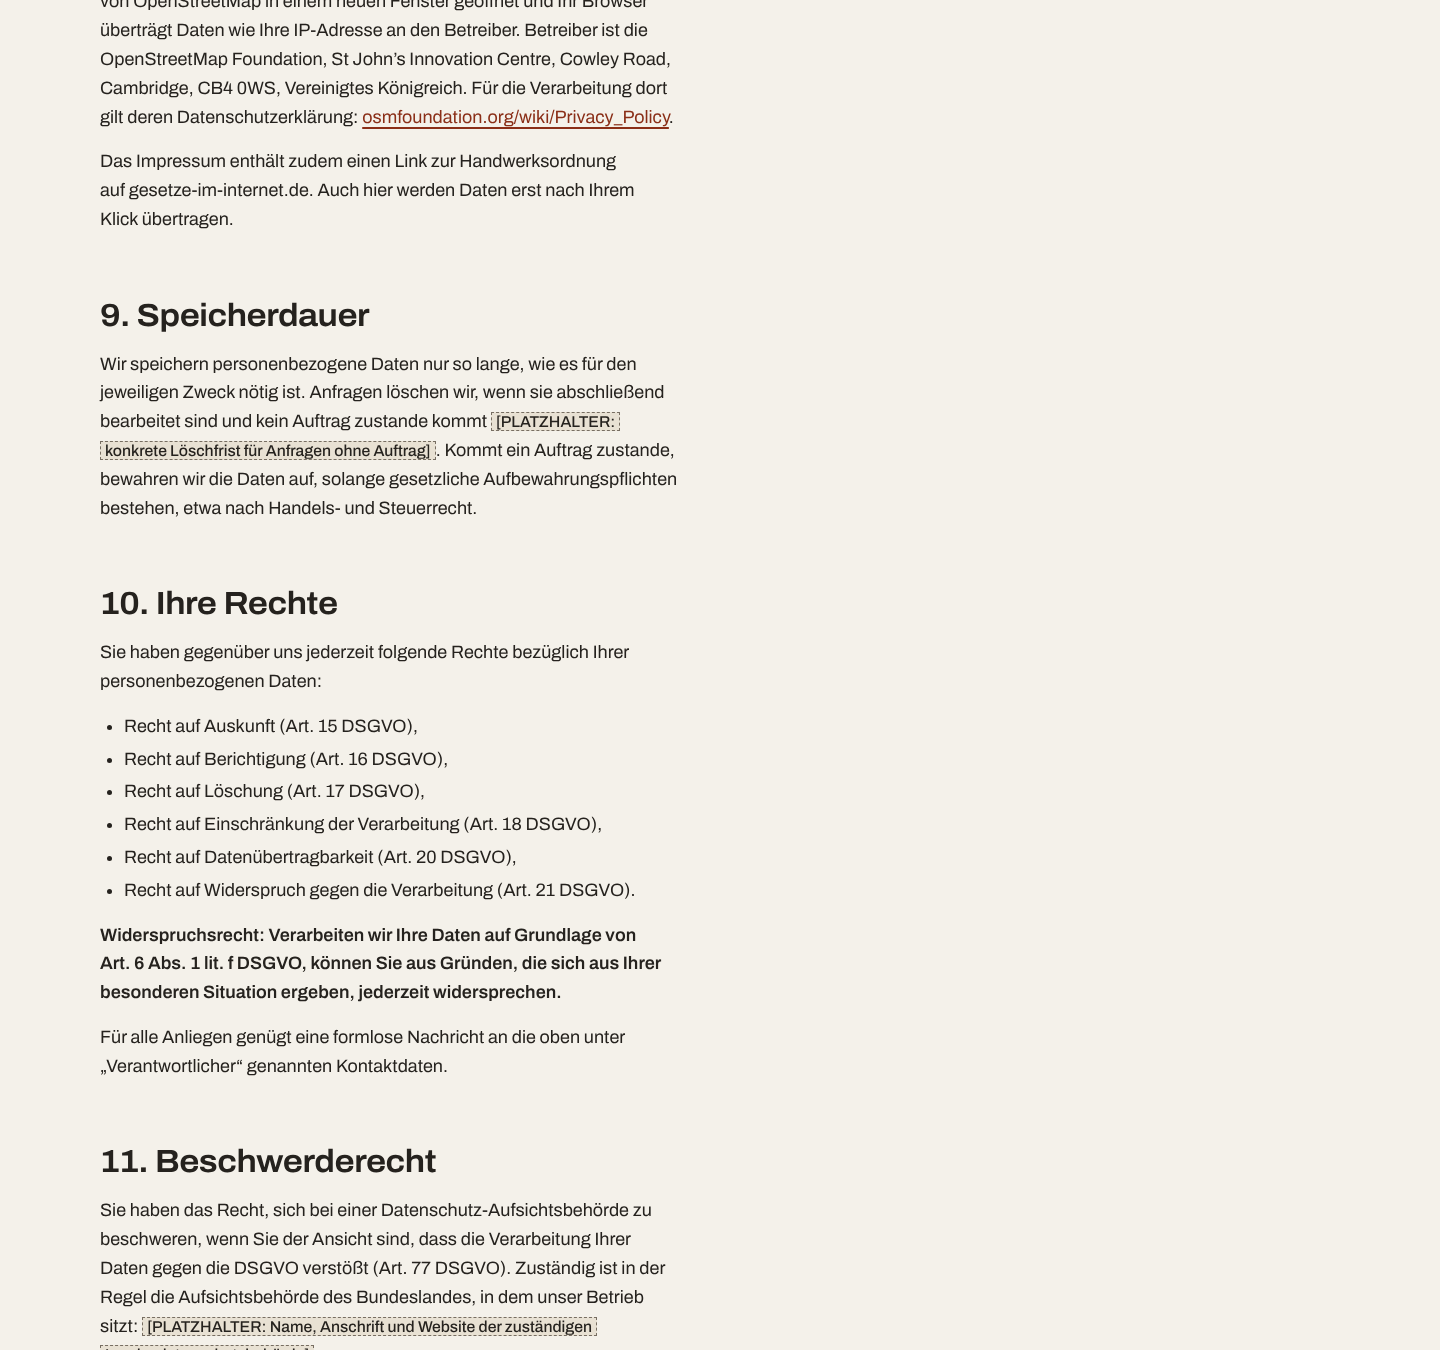 von OpenStreetMap in einem neuen Fenster geöffnet und Ihr Browser
überträgt Daten wie Ihre IP-Adresse an den Betreiber. Betreiber ist die
OpenStreetMap Foundation, St John’s Innovation Centre, Cowley Road,
Cambridge, CB4 0WS, Vereinigtes Königreich. Für die Verarbeitung dort
gilt deren Datenschutzerklärung: osmfoundation.org/wiki/Privacy_Policy.
Das Impressum enthält zudem einen Link zur Handwerksordnung
auf gesetze-im-internet.de. Auch hier werden Daten erst nach Ihrem
Klick übertragen.
9. Speicherdauer
Wir speichern personenbezogene Daten nur so lange, wie es für den
jeweiligen Zweck nötig ist. Anfragen löschen wir, wenn sie abschließend
bearbeitet sind und kein Auftrag zustande kommt [PLATZHALTER:
konkrete Löschfrist für Anfragen ohne Auftrag]. Kommt ein Auftrag zustande,
bewahren wir die Daten auf, solange gesetzliche Aufbewahrungspflichten
bestehen, etwa nach Handels- und Steuerrecht.
10. Ihre Rechte
Sie haben gegenüber uns jederzeit folgende Rechte bezüglich Ihrer
personenbezogenen Daten:
• Recht auf Auskunft (Art. 15 DSGVO),
• Recht auf Berichtigung (Art. 16 DSGVO),
• Recht auf Löschung (Art. 17 DSGVO),
• Recht auf Einschränkung der Verarbeitung (Art. 18 DSGVO),
• Recht auf Datenübertragbarkeit (Art. 20 DSGVO),
• Recht auf Widerspruch gegen die Verarbeitung (Art. 21 DSGVO).
Widerspruchsrecht: Verarbeiten wir Ihre Daten auf Grundlage von
Art. 6 Abs. 1 lit. f DSGVO, können Sie aus Gründen, die sich aus Ihrer
besonderen Situation ergeben, jederzeit widersprechen.
Für alle Anliegen genügt eine formlose Nachricht an die oben unter
„Verantwortlicher“ genannten Kontaktdaten.
11. Beschwerderecht
Sie haben das Recht, sich bei einer Datenschutz-Aufsichtsbehörde zu
beschweren, wenn Sie der Ansicht sind, dass die Verarbeitung Ihrer
Daten gegen die DSGVO verstößt (Art. 77 DSGVO). Zuständig ist in der
Regel die Aufsichtsbehörde des Bundeslandes, in dem unser Betrieb
sitzt: [PLATZHALTER: Name, Anschrift und Website der zuständigen